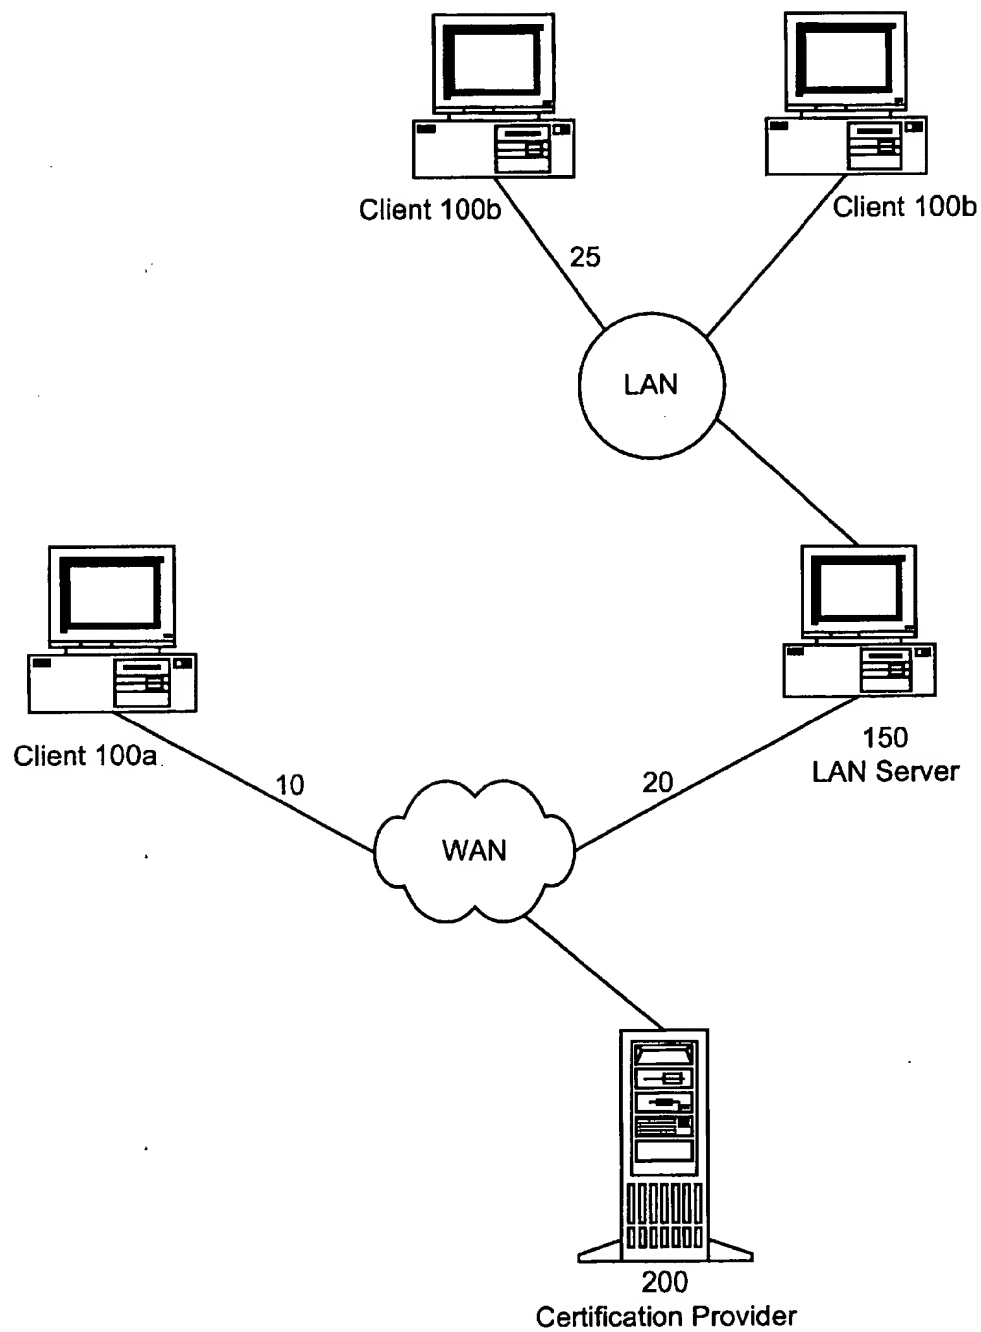 Client 100b
Client 100b
25
LAN
Client 100a
150
LAN Server
10
20
WAN
200
Certification Provider